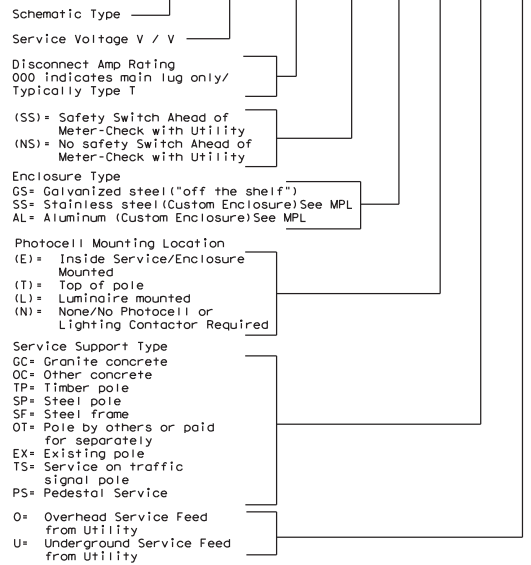 Schematic Type
Service Voltage V / V
Disconnect Amp Rating
000 indicates main lug only/
Typically Type T
(SS)= Safety Switch Ahead of
Meter-Check with Utility
(NS)= No safety Switch Ahead of
Meter-Check with Utility
Enclosure Type
GS= Galvanized steel("off the shelf")
SS= Stainless steel(Custom Enclosure)See MPL
AL= Aluminum (Custom Enclosure)See MPL
Photocell Mounting Location
(E)= Inside Service/Enclosure
Mounted
(T)= Top of pole
(L)= Luminaire mounted
(N)= None/No Photocell or
Lighting Contactor Required
Service Support Type
GC= Granite concrete
OC= Other concrete
TP= Timber pole
SP= Steel pole
SF= Steel frame
OT= Pole by others or paid
for separately
EX= Existing pole
TS= Service on traffic
signal pole
PS= Pedestal Service
O= Overhead Service Feed
from Utility
U= Underground Service Feed
from Utility